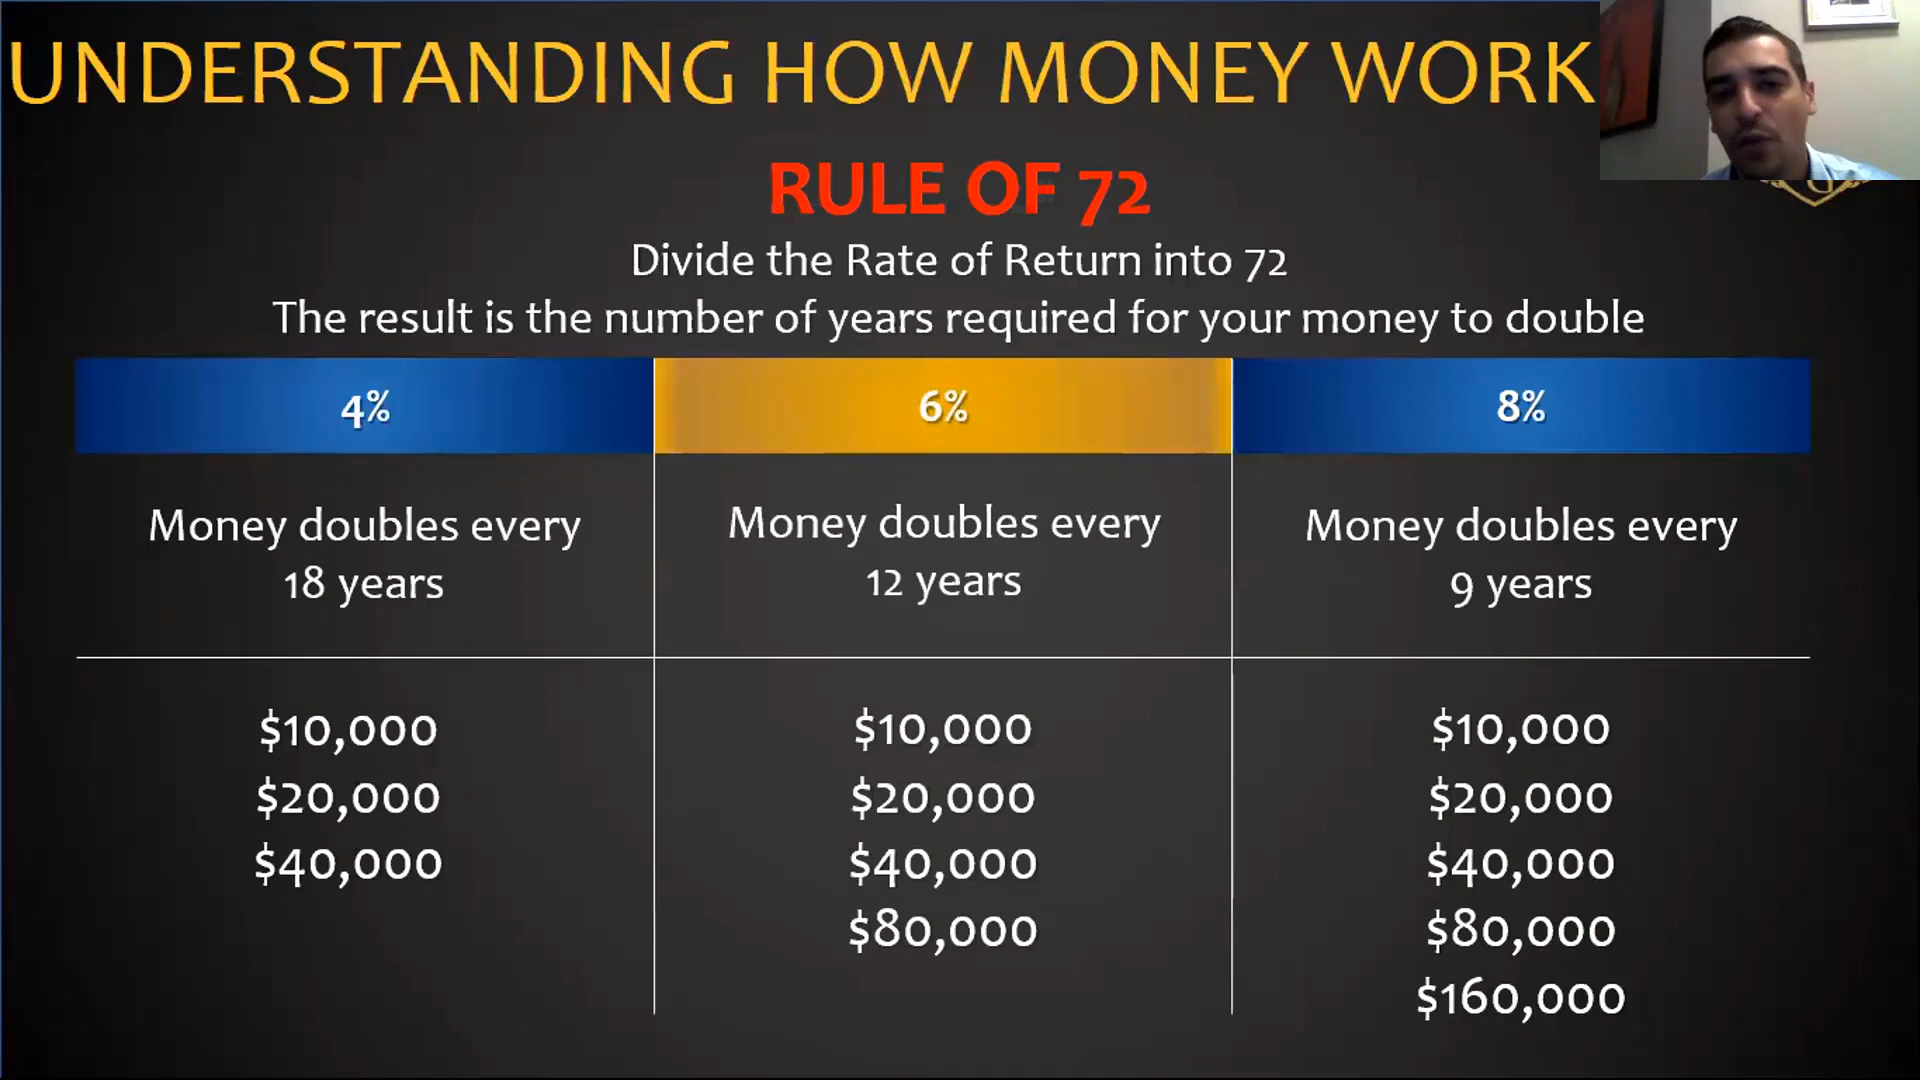 UNDERSTANDING HOW MONEY WORK
RULE OF 72
Divide the Rate of Return into 72
The result is the number of years required for your money to double
4%
6%
8%
Money doubles every
18 years
Money doubles every
12 years
Money doubles every
9 years
$10,000
$20,000
$40,000
$10,000
$20,000
$40,000
$80,000
$10,000
$20,000
$40,000
$80,000
$160,000